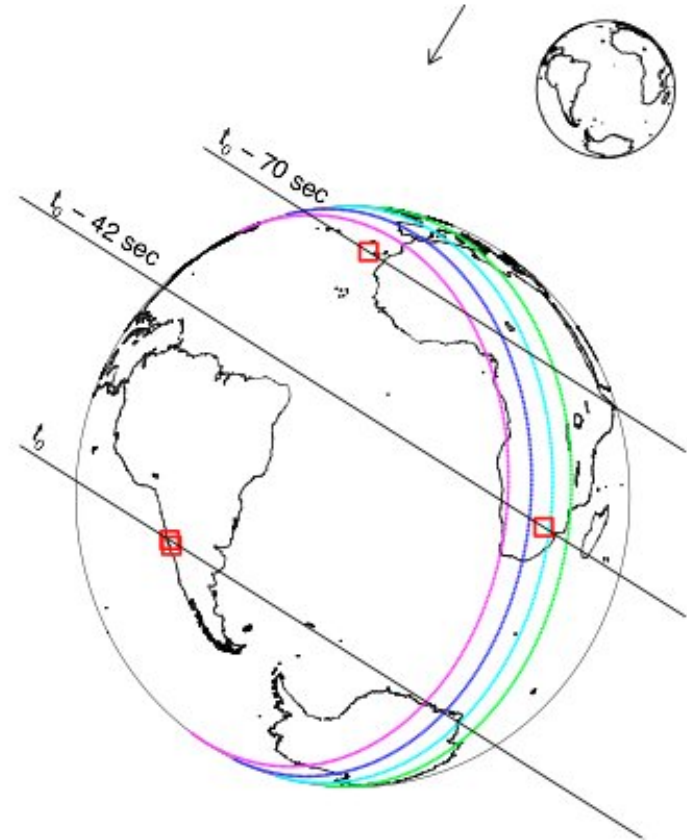 t₀ – 70 sec
t₀ – 42 sec
t₀